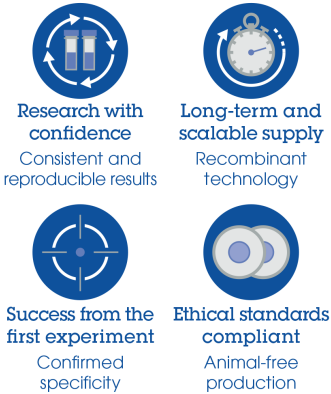 Research with
confidence
Consistent and
reproducible results
Long-term and
scalable supply
Recombinant
technology
Success from the
first experiment
Confirmed
specificity
Ethical standards
compliant
Animal-free
production